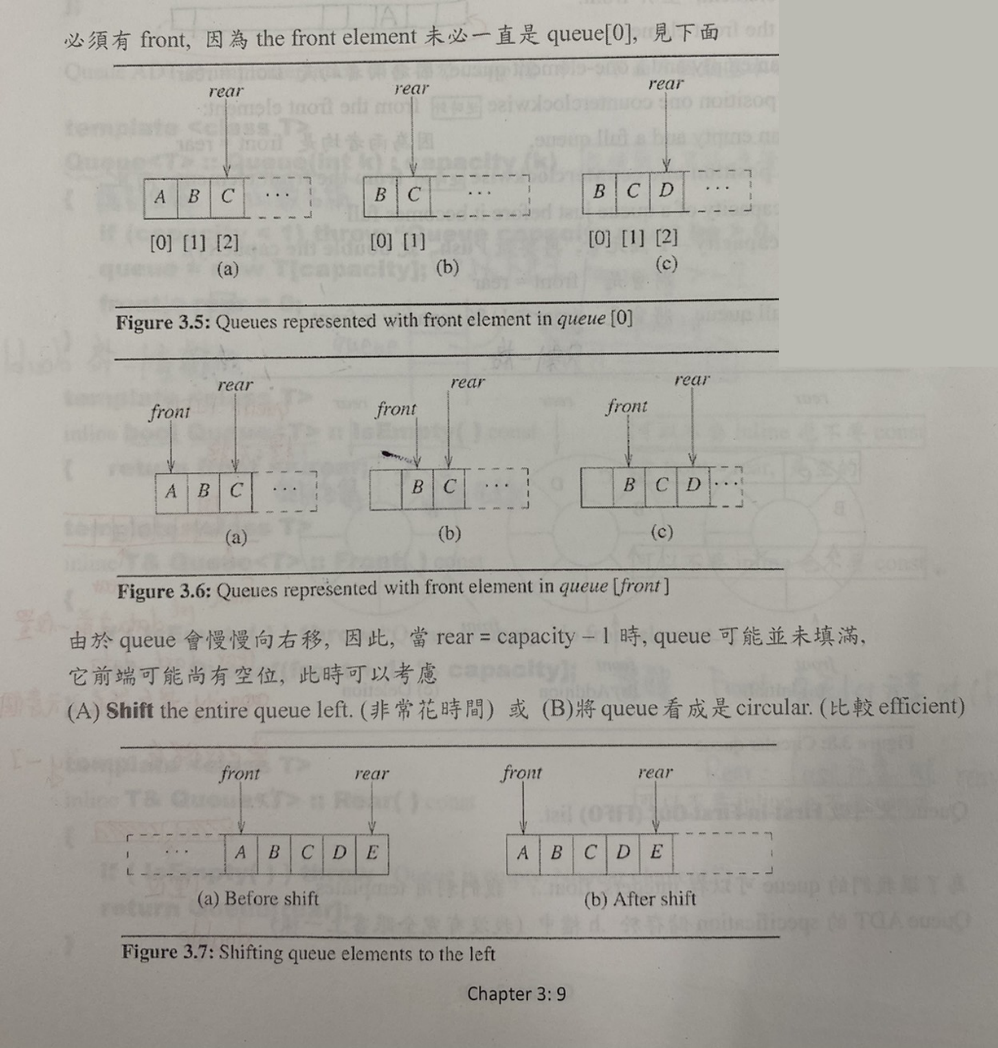 必須有 front, 因為 the front element 未必一直是 queue[0], 見下面
rear rear rear
A B C ··· B C ··· B C D ···
[0] [1] [2] [0] [1] [0] [1] [2]
(a) (b) (c)
Figure 3.5: Queues represented with front element in queue [0]
rear rear rear
front front front
A B C ··· B C ··· B C D ···
(a) (b) (c)
Figure 3.6: Queues represented with front element in queue [front]
由於 queue 會慢慢向右移, 因此, 當 rear = capacity – 1 時, queue 可能並未填滿,
它前端可能尚有空位, 此時可以考慮
(A) Shift the entire queue left. (非常花時間) 或 (B)將 queue 看成是 circular. (比較 efficient)
front rear front rear
··· A B C D E A B C D E
(a) Before shift (b) After shift
Figure 3.7: Shifting queue elements to the left
Chapter 3: 9